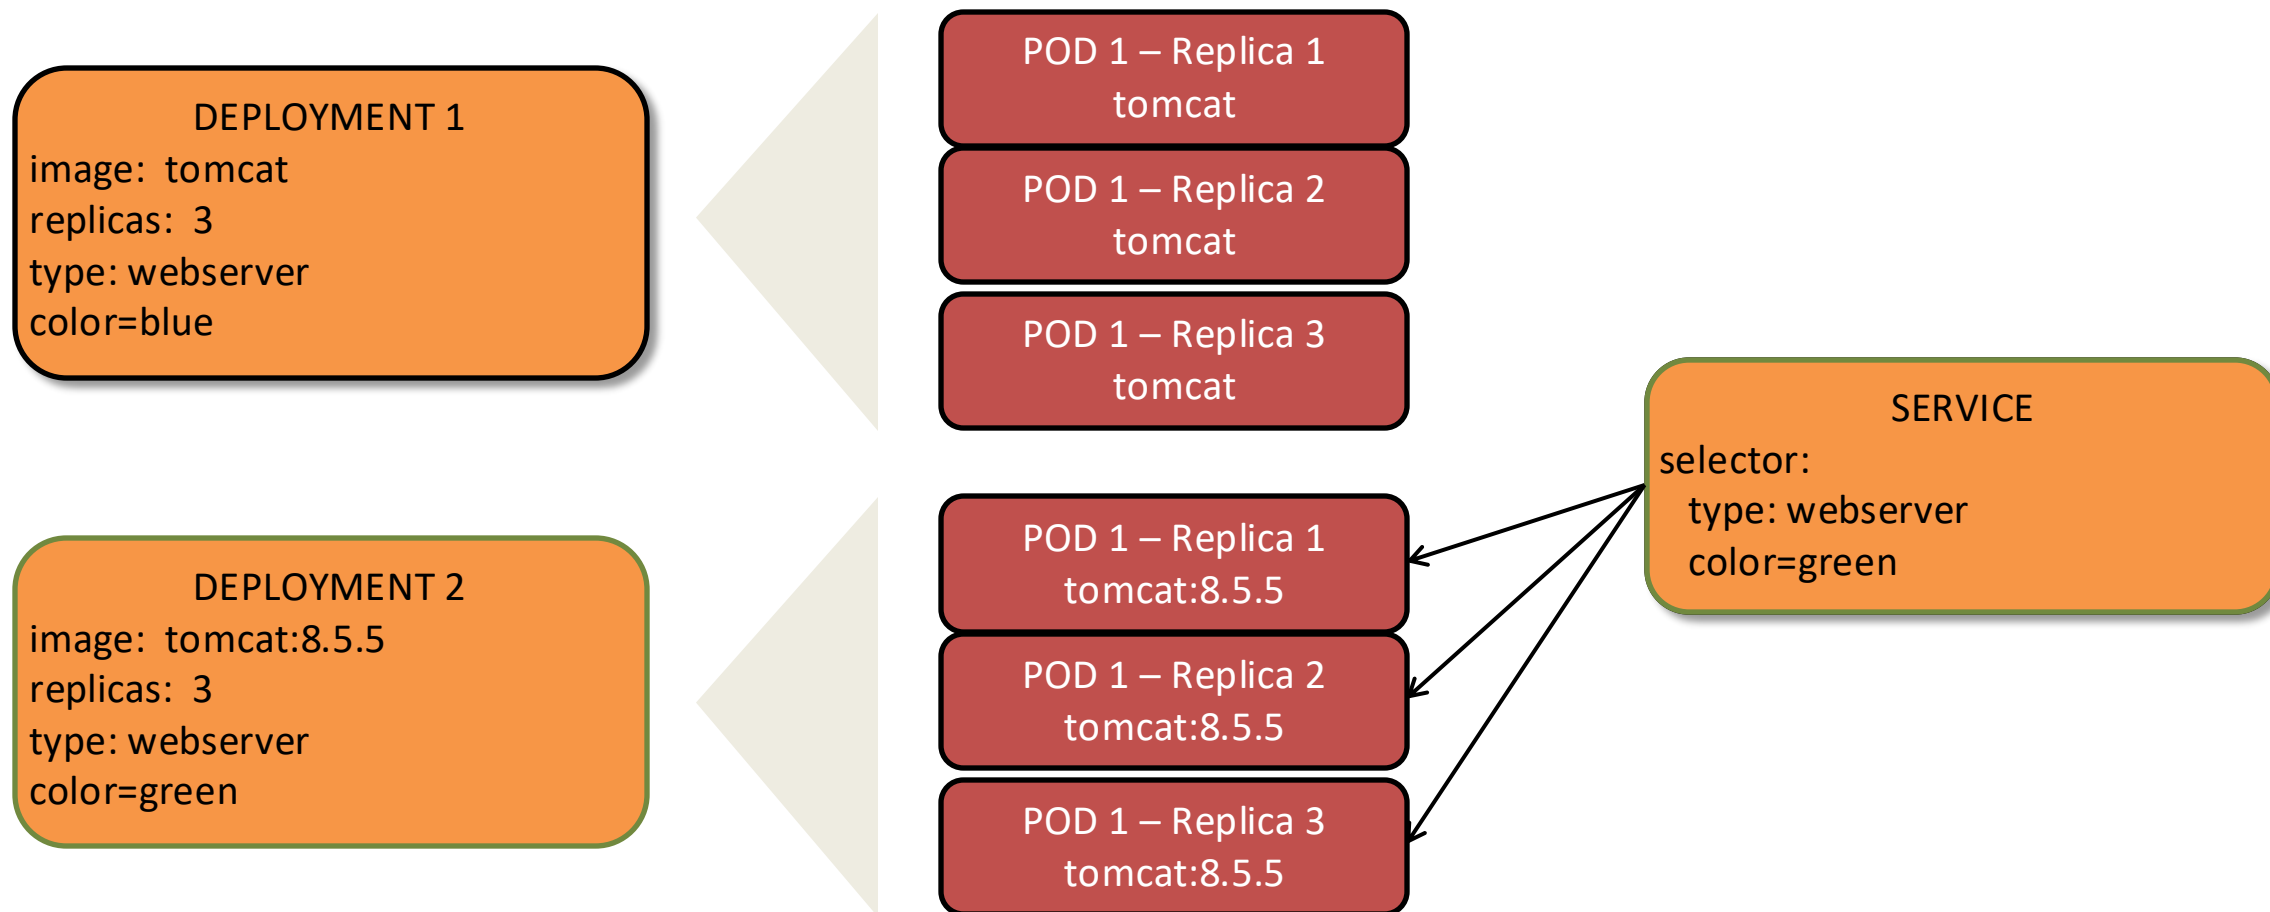 DEPLOYMENT 1
image: tomcat
replicas: 3
type: webserver
color=blue
POD 1 – Replica 1
tomcat
POD 1 – Replica 2
tomcat
POD 1 – Replica 3
tomcat
DEPLOYMENT 2
image: tomcat:8.5.5
replicas: 3
type: webserver
color=green
POD 1 – Replica 1
tomcat:8.5.5
POD 1 – Replica 2
tomcat:8.5.5
POD 1 – Replica 3
tomcat:8.5.5
SERVICE
selector:
type: webserver
color=green